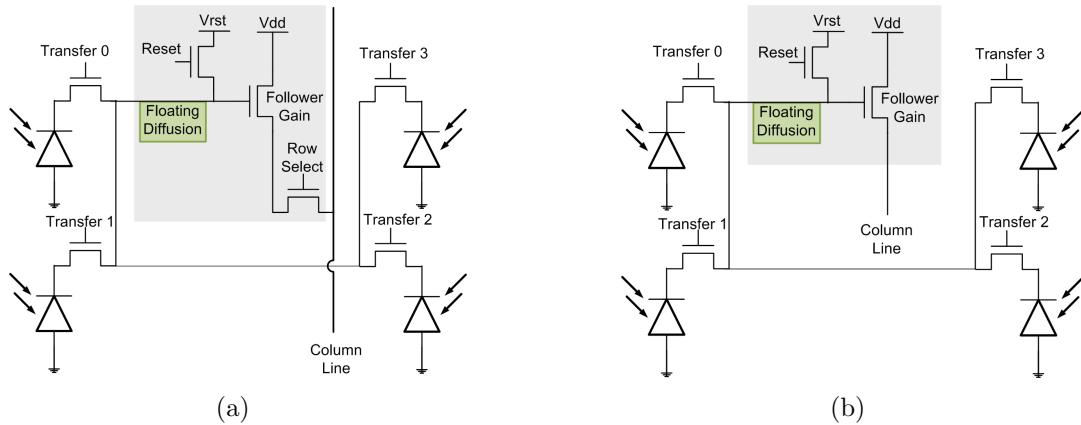 Vrst
Vdd
Reset
Transfer 0
Transfer 3
Floating
Diffusion
Follower
Gain
Row
Select
Transfer 1
Transfer 2
Column
Line
(a)
Vrst
Vdd
Reset
Transfer 0
Transfer 3
Floating
Diffusion
Follower
Gain
Transfer 1
Transfer 2
Column
Line
(b)